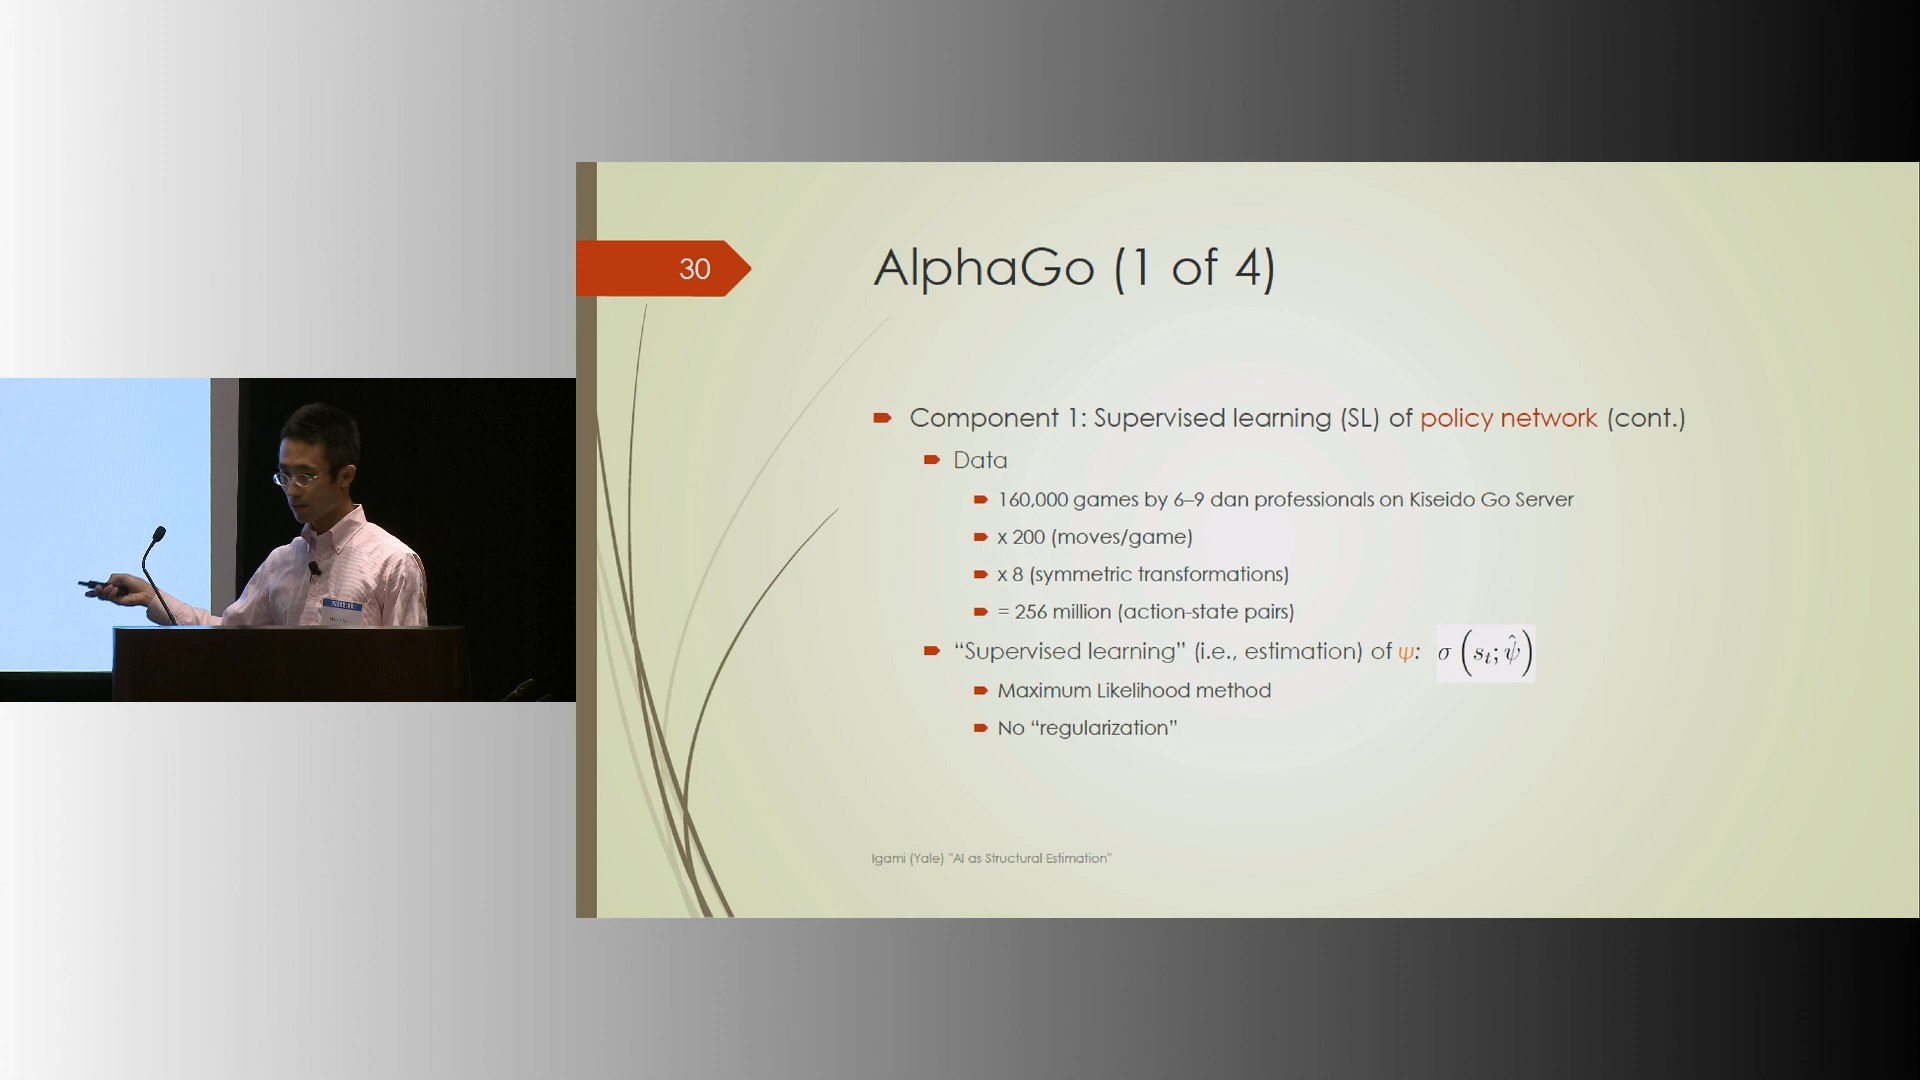 30
AlphaGo (1 of 4)
Component 1: Supervised learning (SL) of policy network (cont.)
Data
160,000 games by 6–9 dan professionals on Kiseido Go Server
x 200 (moves/game)
x 8 (symmetric transformations)
= 256 million (action-state pairs)
“Supervised learning” (i.e., estimation) of ψ: σ (s_t; ψ̂)
Maximum Likelihood method
No “regularization”
Igami (Yale) "AI as Structural Estimation"